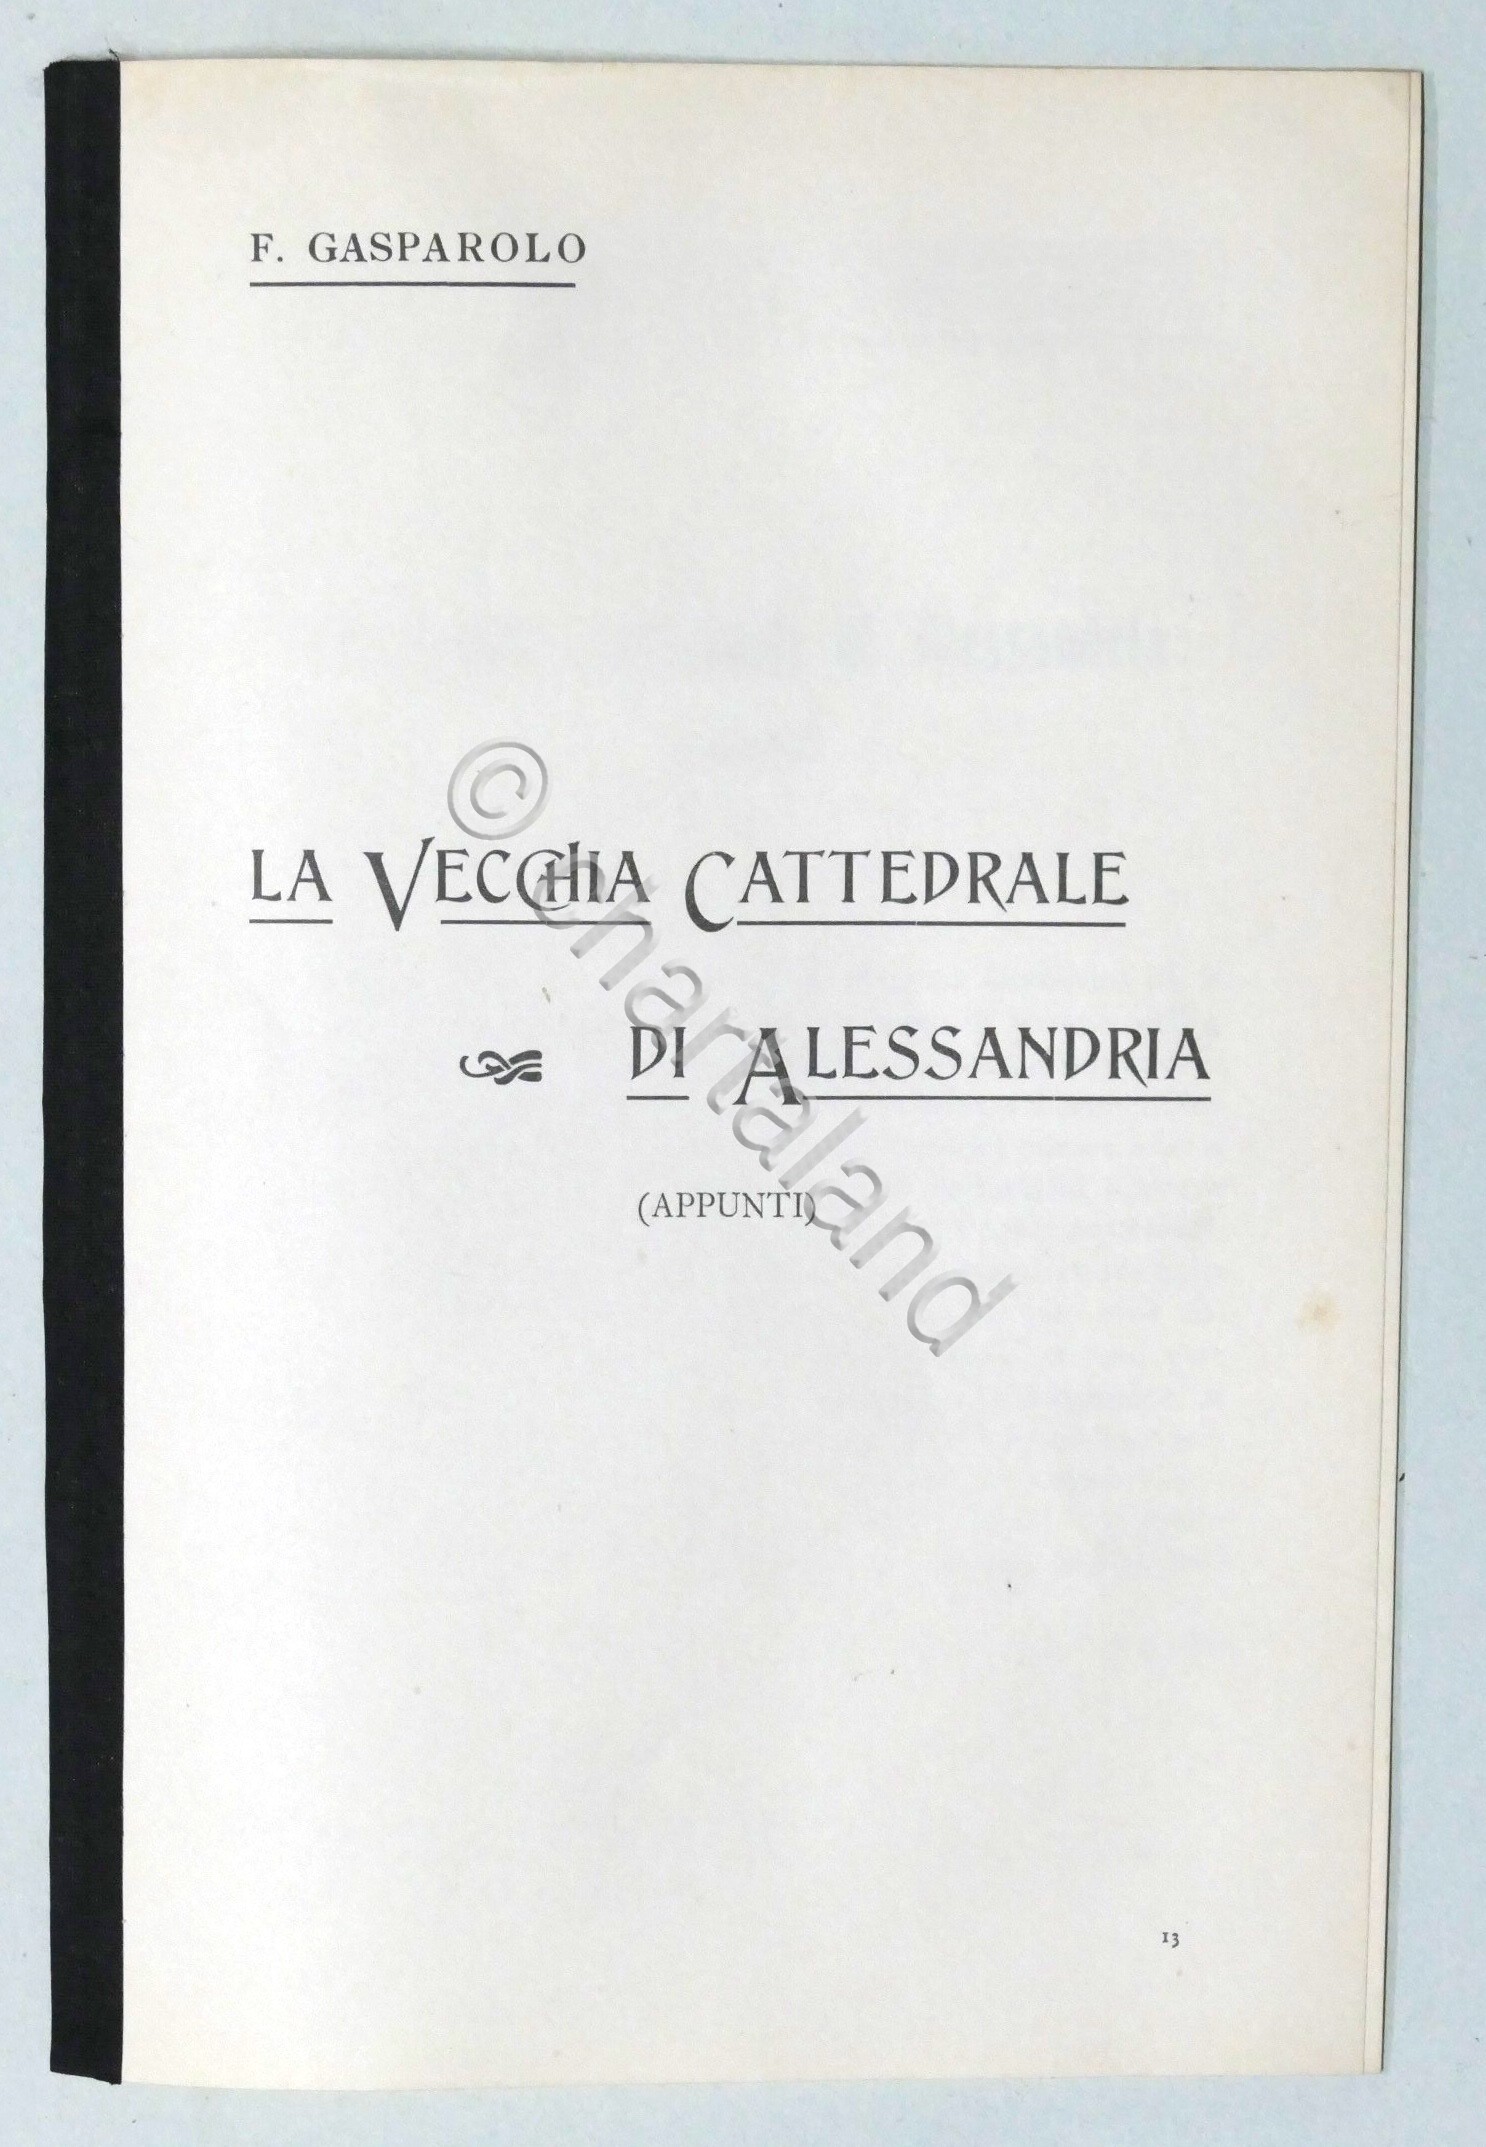 F. GASPAROLO
LA VECCHIA CATTEDRALE
DI ALESSANDRIA
(APPUNTI)
13
© chartaland